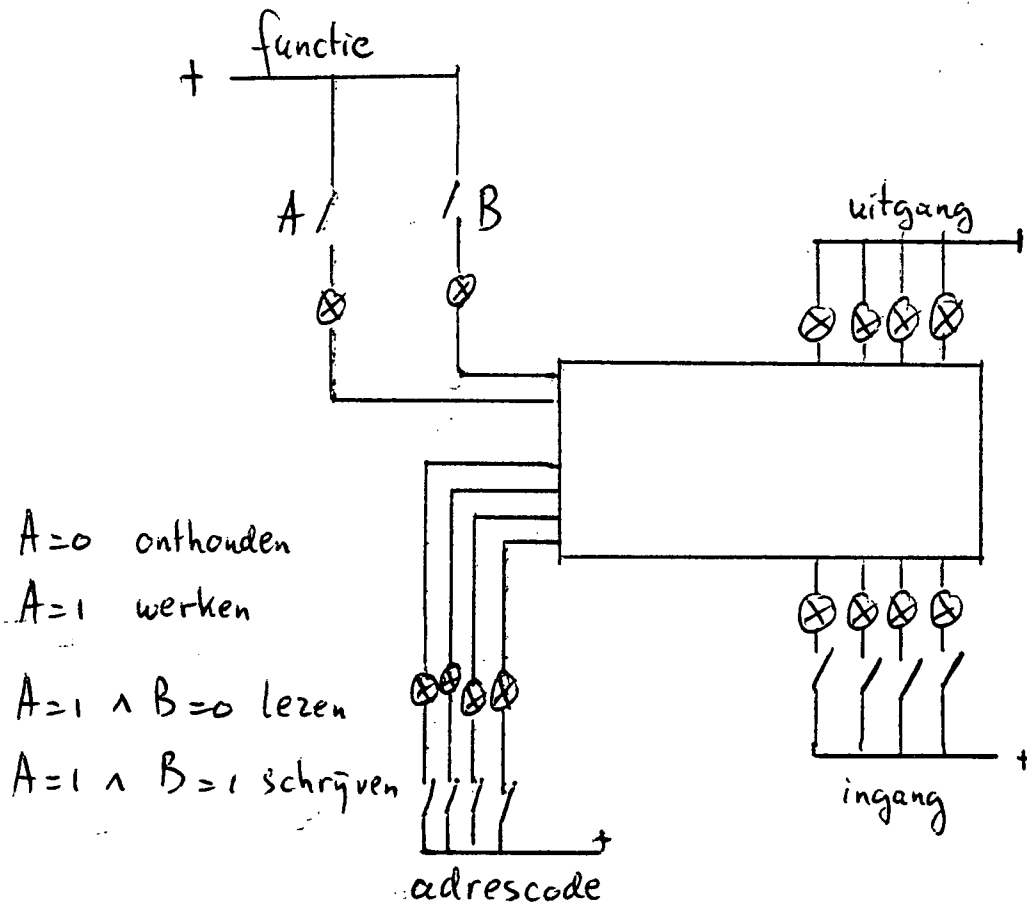 functie
+
A
B
uitgang
A=0 onthouden
A=1 werken
A=1 ∧ B=0 lezen
A=1 ∧ B=1 schrijven
+
adrescode
+
ingang